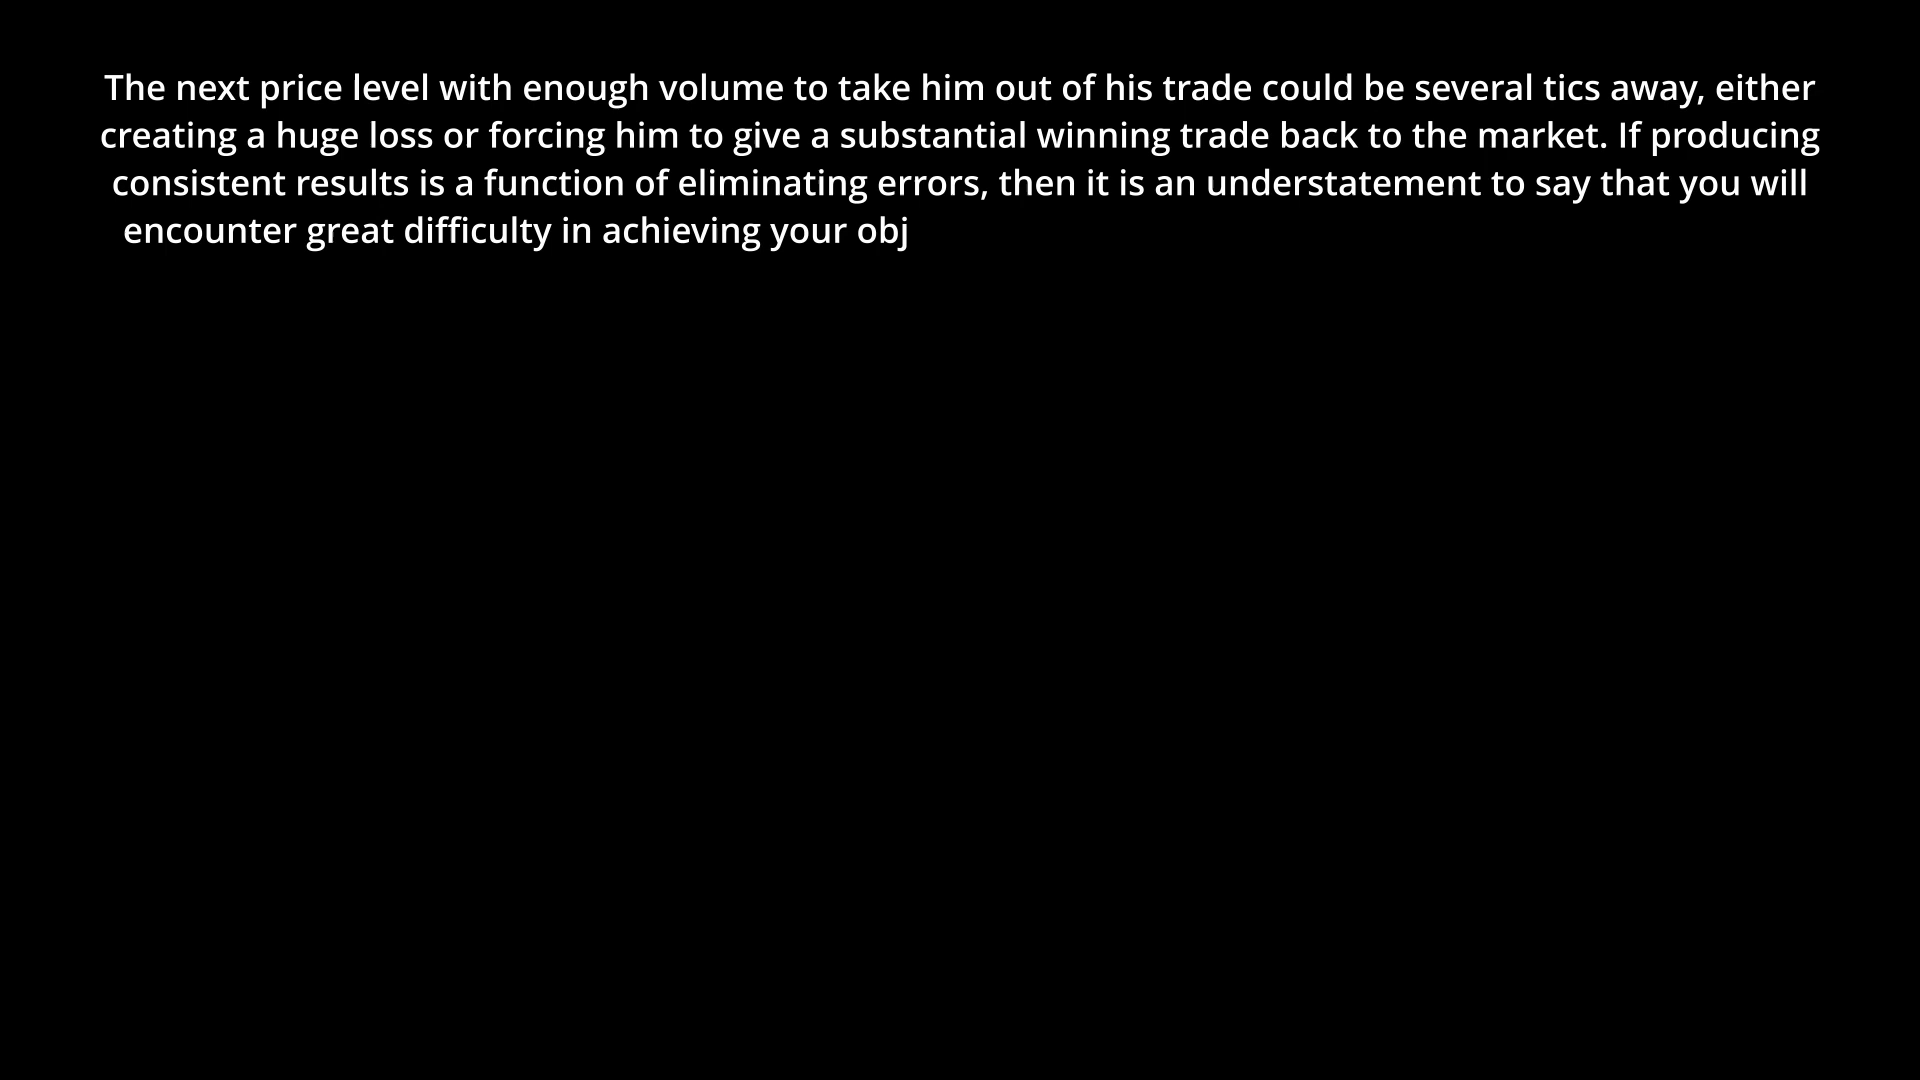 The next price level with enough volume to take him out of his trade could be several tics away, either
creating a huge loss or forcing him to give a substantial winning trade back to the market. If producing
consistent results is a function of eliminating errors, then it is an understatement to say that you will
encounter great difficulty in achieving your obj